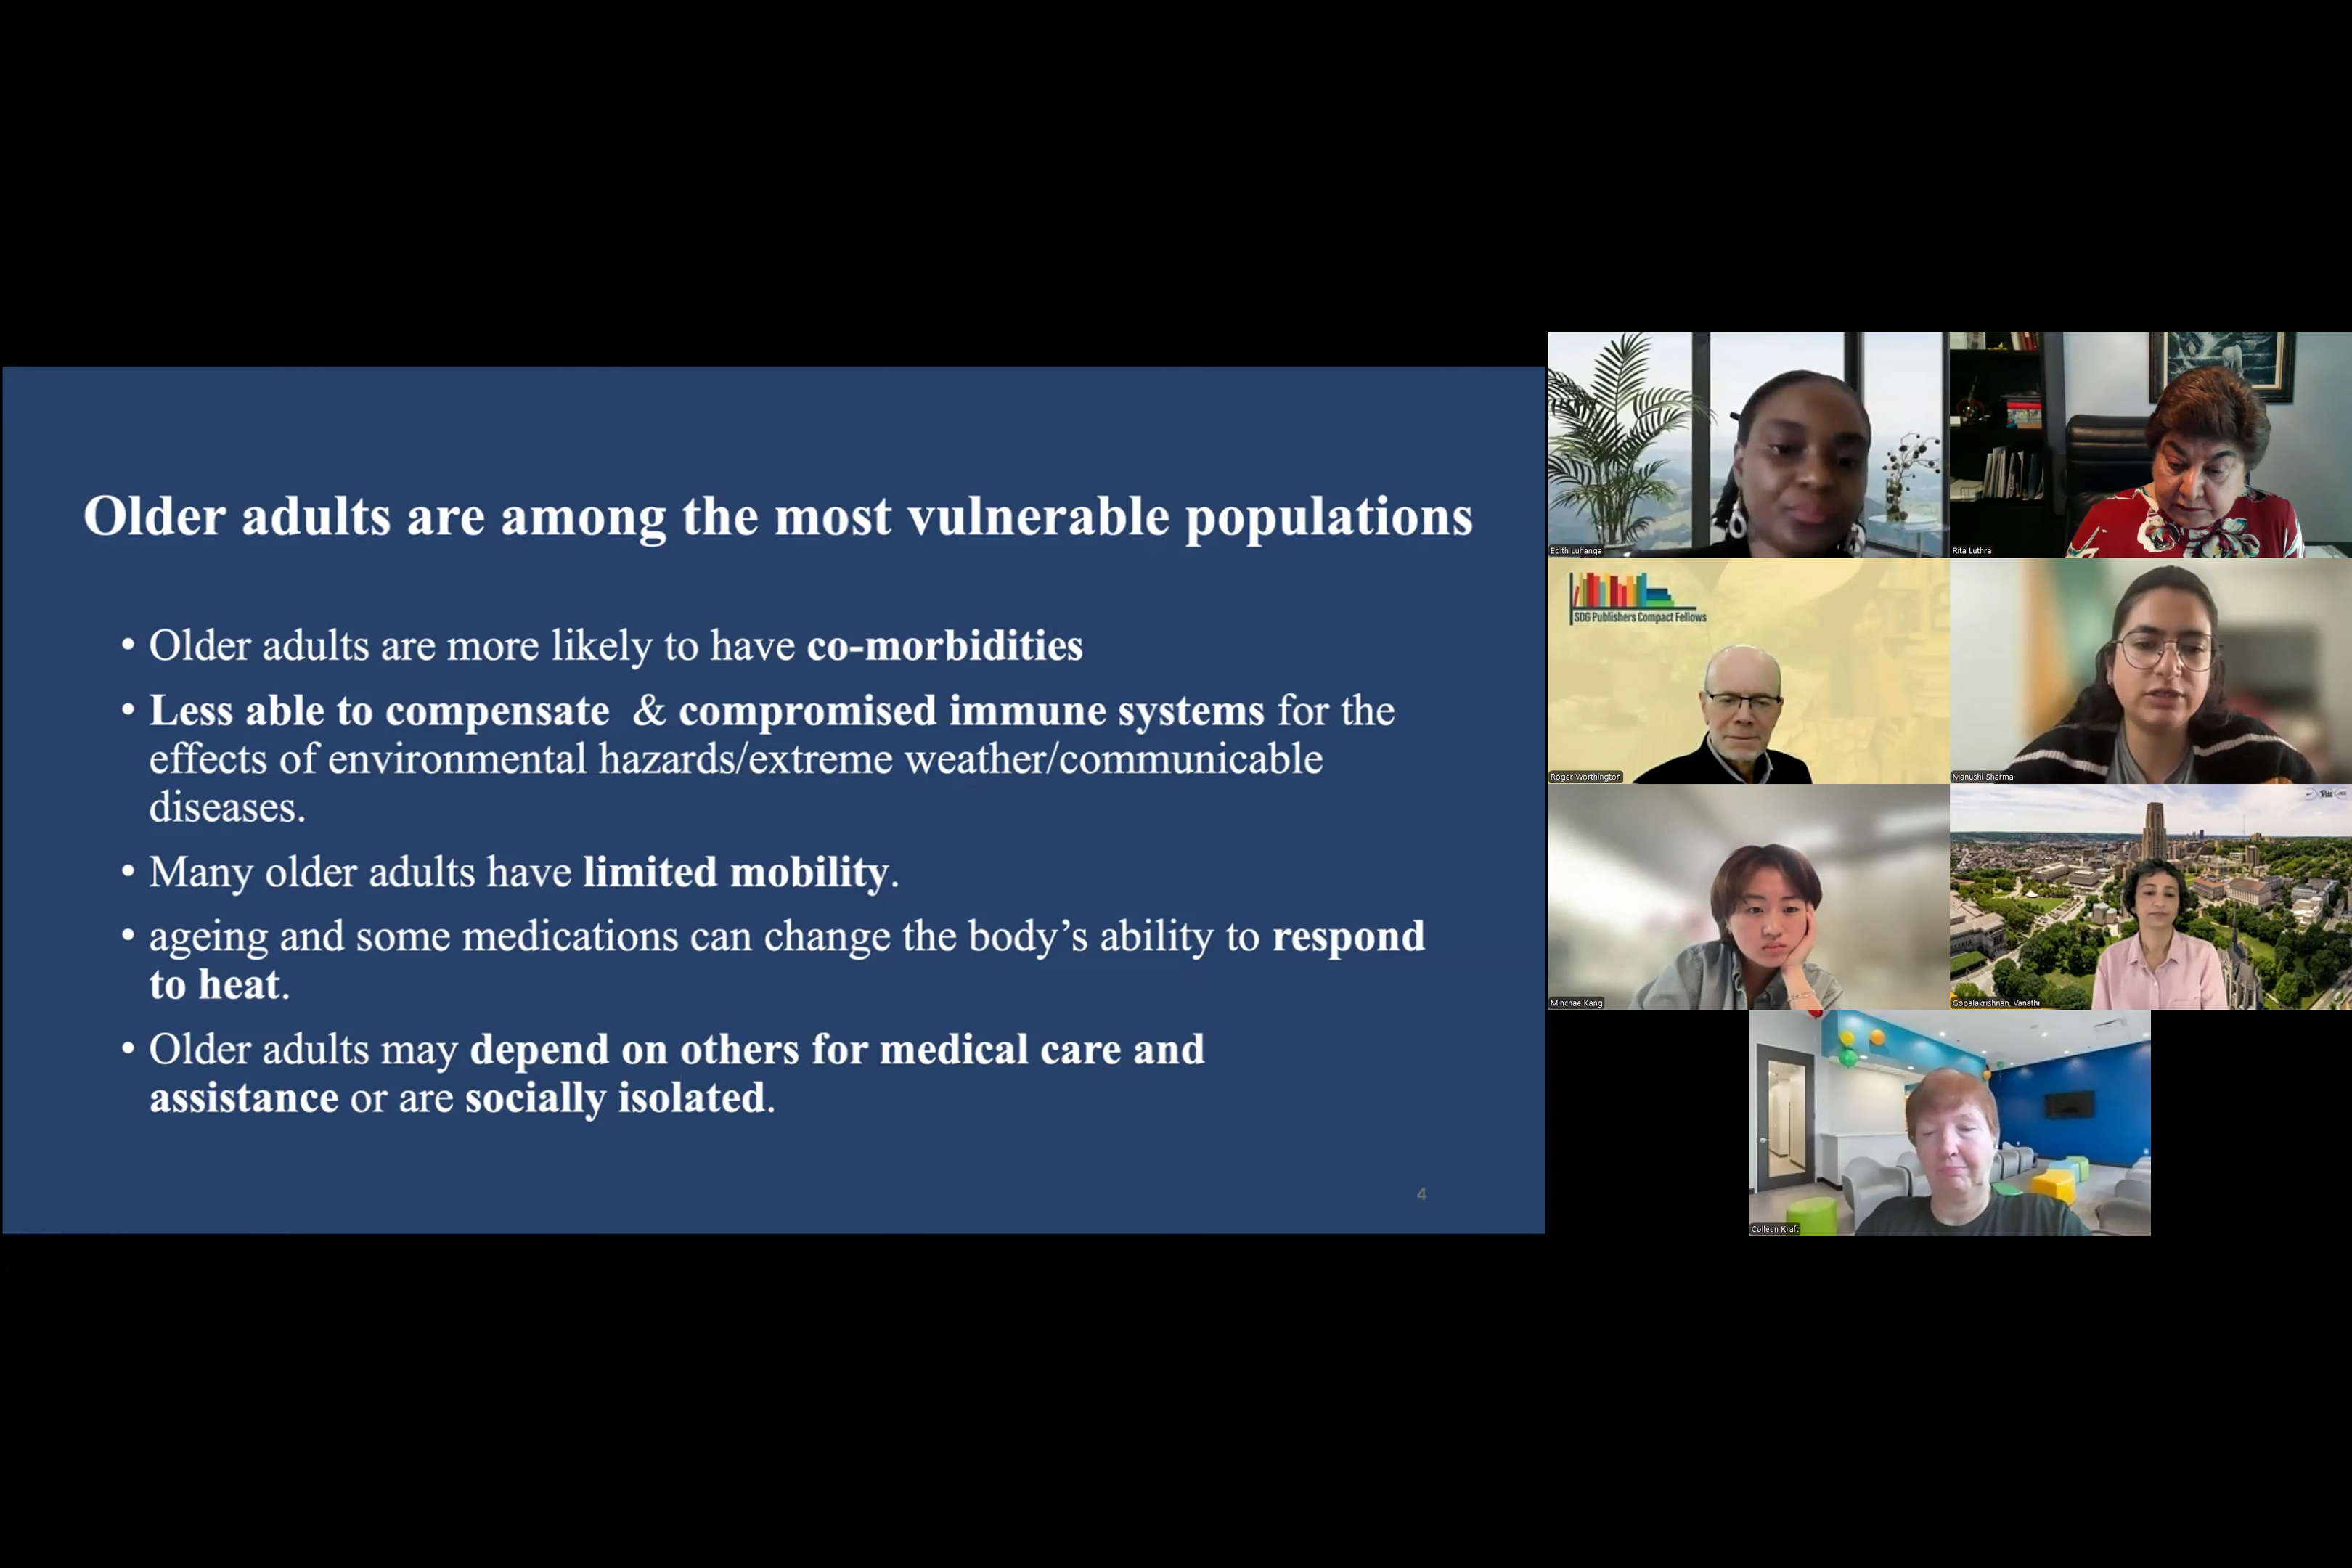 Older adults are among the most vulnerable populations
• Older adults are more likely to have co-morbidities
• Less able to compensate & compromised immune systems for the
effects of environmental hazards/extreme weather/communicable
diseases.
• Many older adults have limited mobility.
• ageing and some medications can change the body’s ability to respond
to heat.
• Older adults may depend on others for medical care and
assistance or are socially isolated.
4
Edith Luhanga
Rita Luthra
SDG Publishers Compact Fellows
Roger Worthington
Manushi Sharma
Minchae Kang
Pitt
Gopalakrishnan, Vanathi
Colleen Kraft